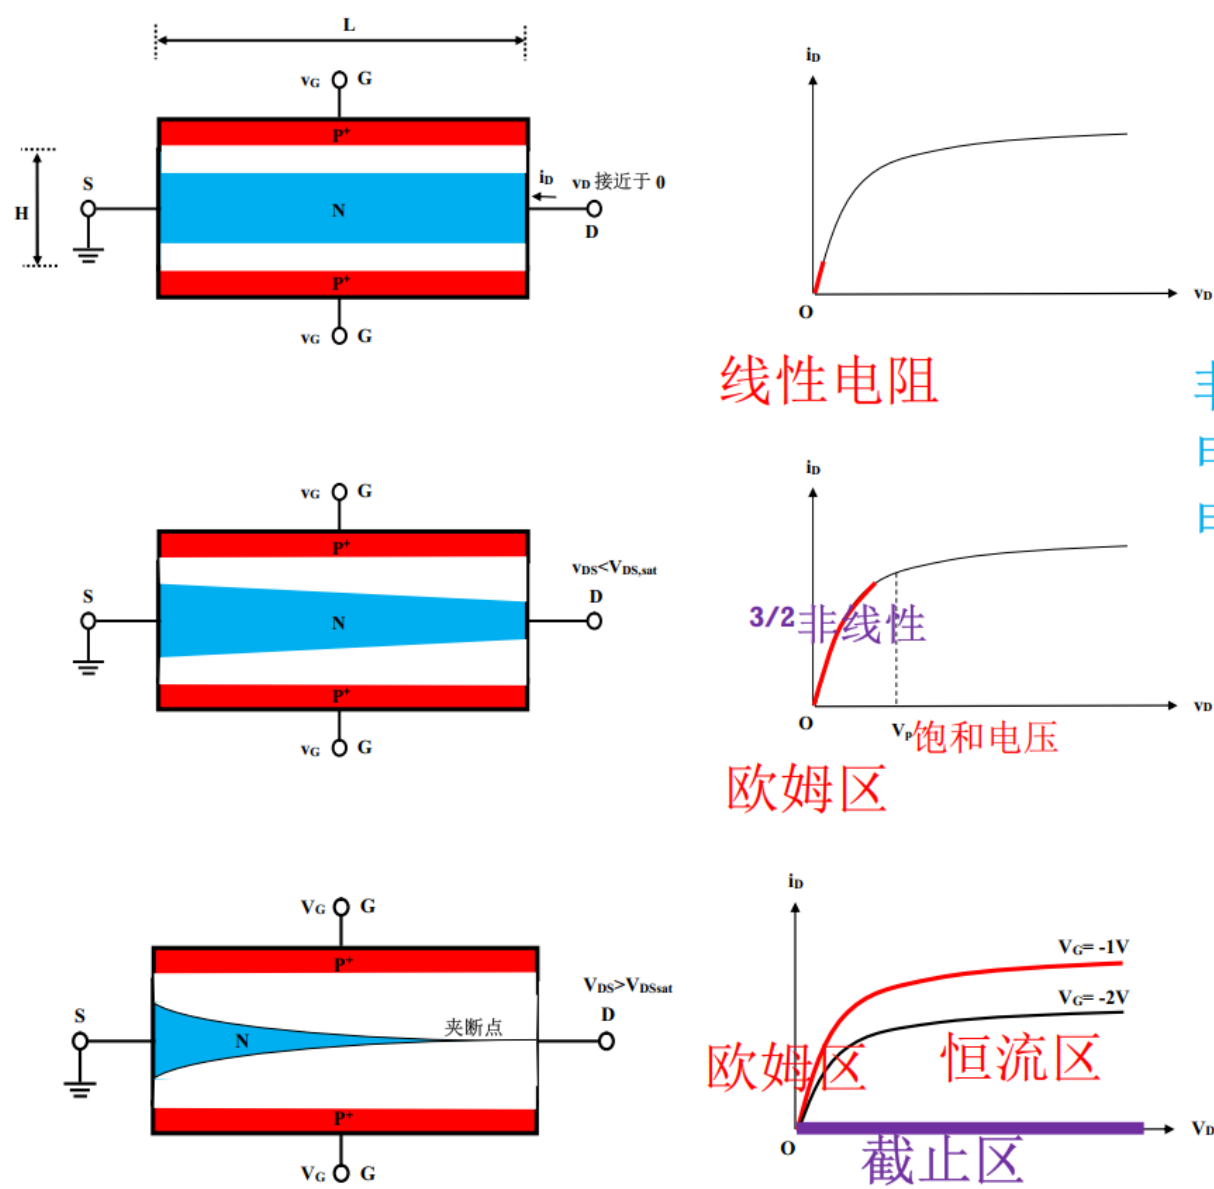 L
vG G
P⁺
H
S
N
iD
vD 接近于 0
D
P⁺
vG G
iD
O
vD
线性电阻
vG G
P⁺
vDS<VDS,sat
S
N
D
P⁺
vG G
iD
3/2非线性
O
Vp饱和电压
vD
欧姆区
VG G
P⁺
VDS>VDSsat
S
N
夹断点
D
P⁺
VG G
iD
VG= -1V
VG= -2V
欧姆区
恒流区
O
VD
截止区